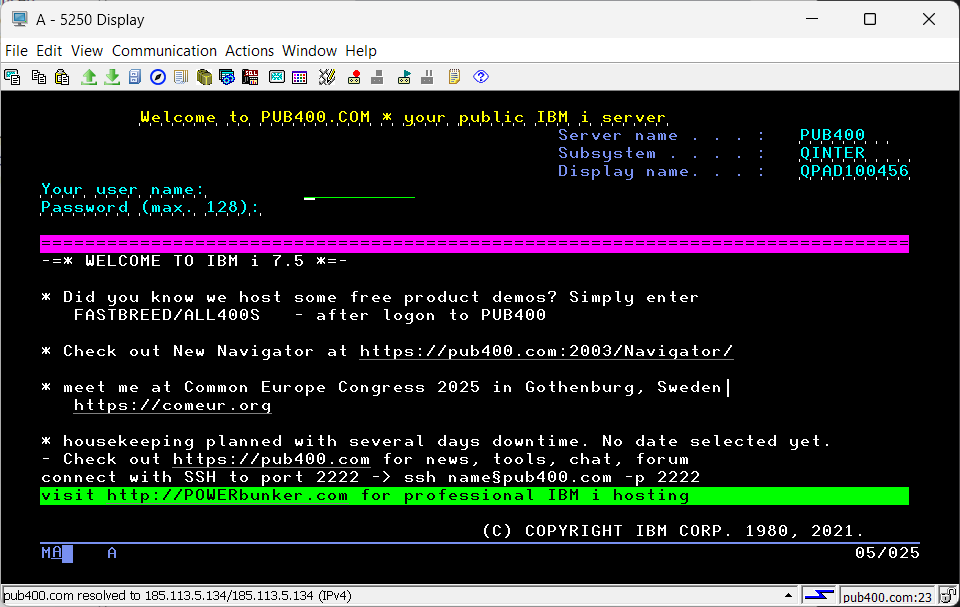 A - 5250 Display
File Edit View Communication Actions Window Help
Welcome to PUB400.COM * your public IBM i server
Server name . . . : PUB400
Subsystem . . . . : QINTER
Display name. . . : QPAD100456
Your user name:
Password (max. 128):
===============================================================================
-=* WELCOME TO IBM i 7.5 *=-
* Did you know we host some free product demos? Simply enter
FASTBREED/ALL400S - after logon to PUB400
* Check out New Navigator at https://pub400.com:2003/Navigator/
* meet me at Common Europe Congress 2025 in Gothenburg, Sweden|
https://comeur.org
* housekeeping planned with several days downtime. No date selected yet.
- Check out https://pub400.com for news, tools, chat, forum
connect with SSH to port 2222 -> ssh name§pub400.com -p 2222
visit http://POWERbunker.com for professional IBM i hosting
(C) COPYRIGHT IBM CORP. 1980, 2021.
MA A 05/025
pub400.com resolved to 185.113.5.134/185.113.5.134 (IPv4) pub400.com:23